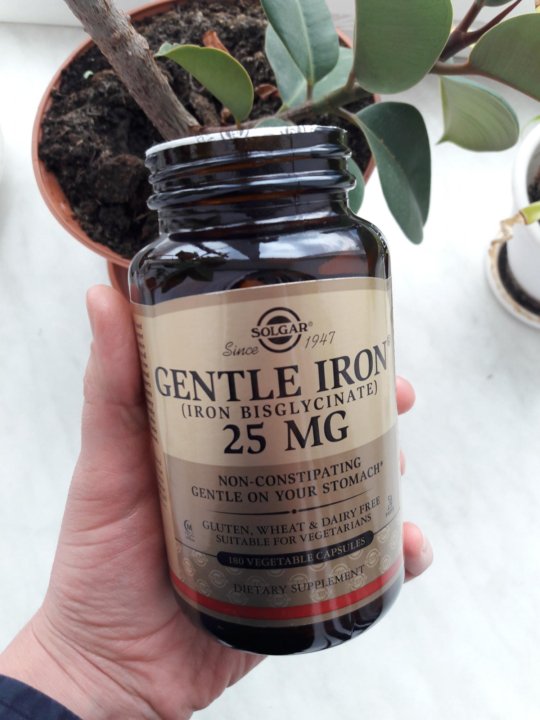 SOLGAR®
Since 1947
GENTLE IRON®
(IRON BISGLYCINATE)
25 MG
NON-CONSTIPATING
GENTLE ON YOUR STOMACH*
GLUTEN, WHEAT & DAIRY FREE
SUITABLE FOR VEGETARIANS
180 VEGETABLE CAPSULES
DIETARY SUPPLEMENT